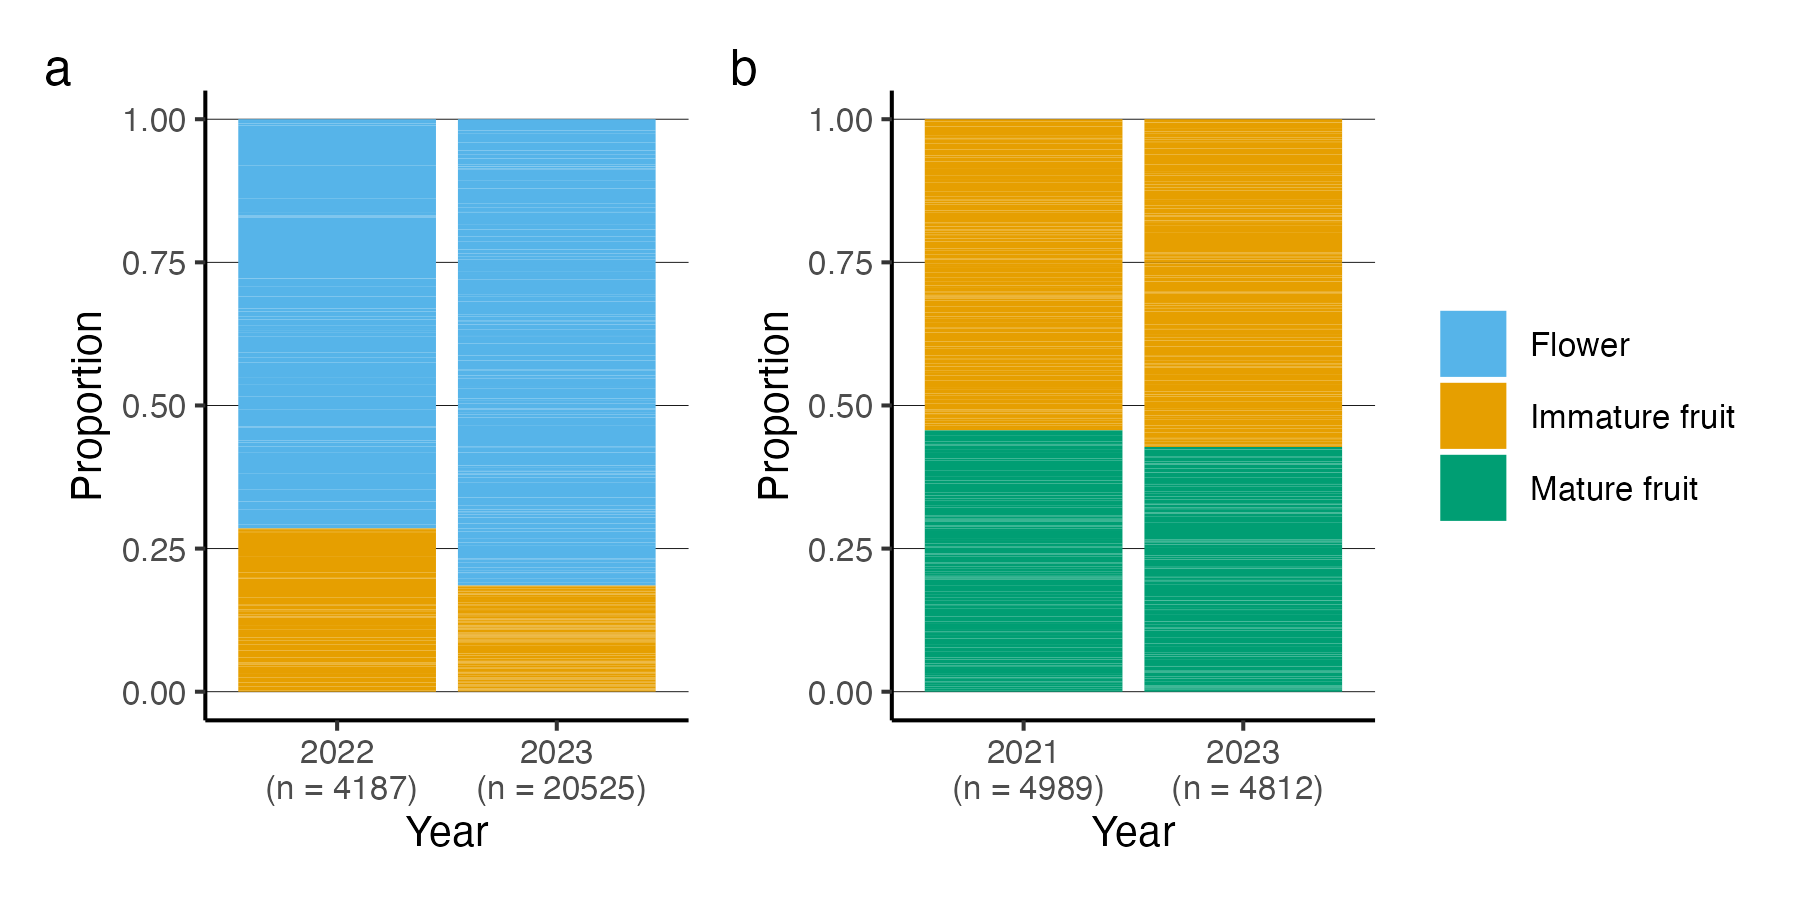 a
1.00
0.75
0.50
0.25
0.00
Proportion
2022
(n = 4187)
2023
(n = 20525)
Year
b
1.00
0.75
0.50
0.25
0.00
Proportion
2021
(n = 4989)
2023
(n = 4812)
Year
Flower
Immature fruit
Mature fruit